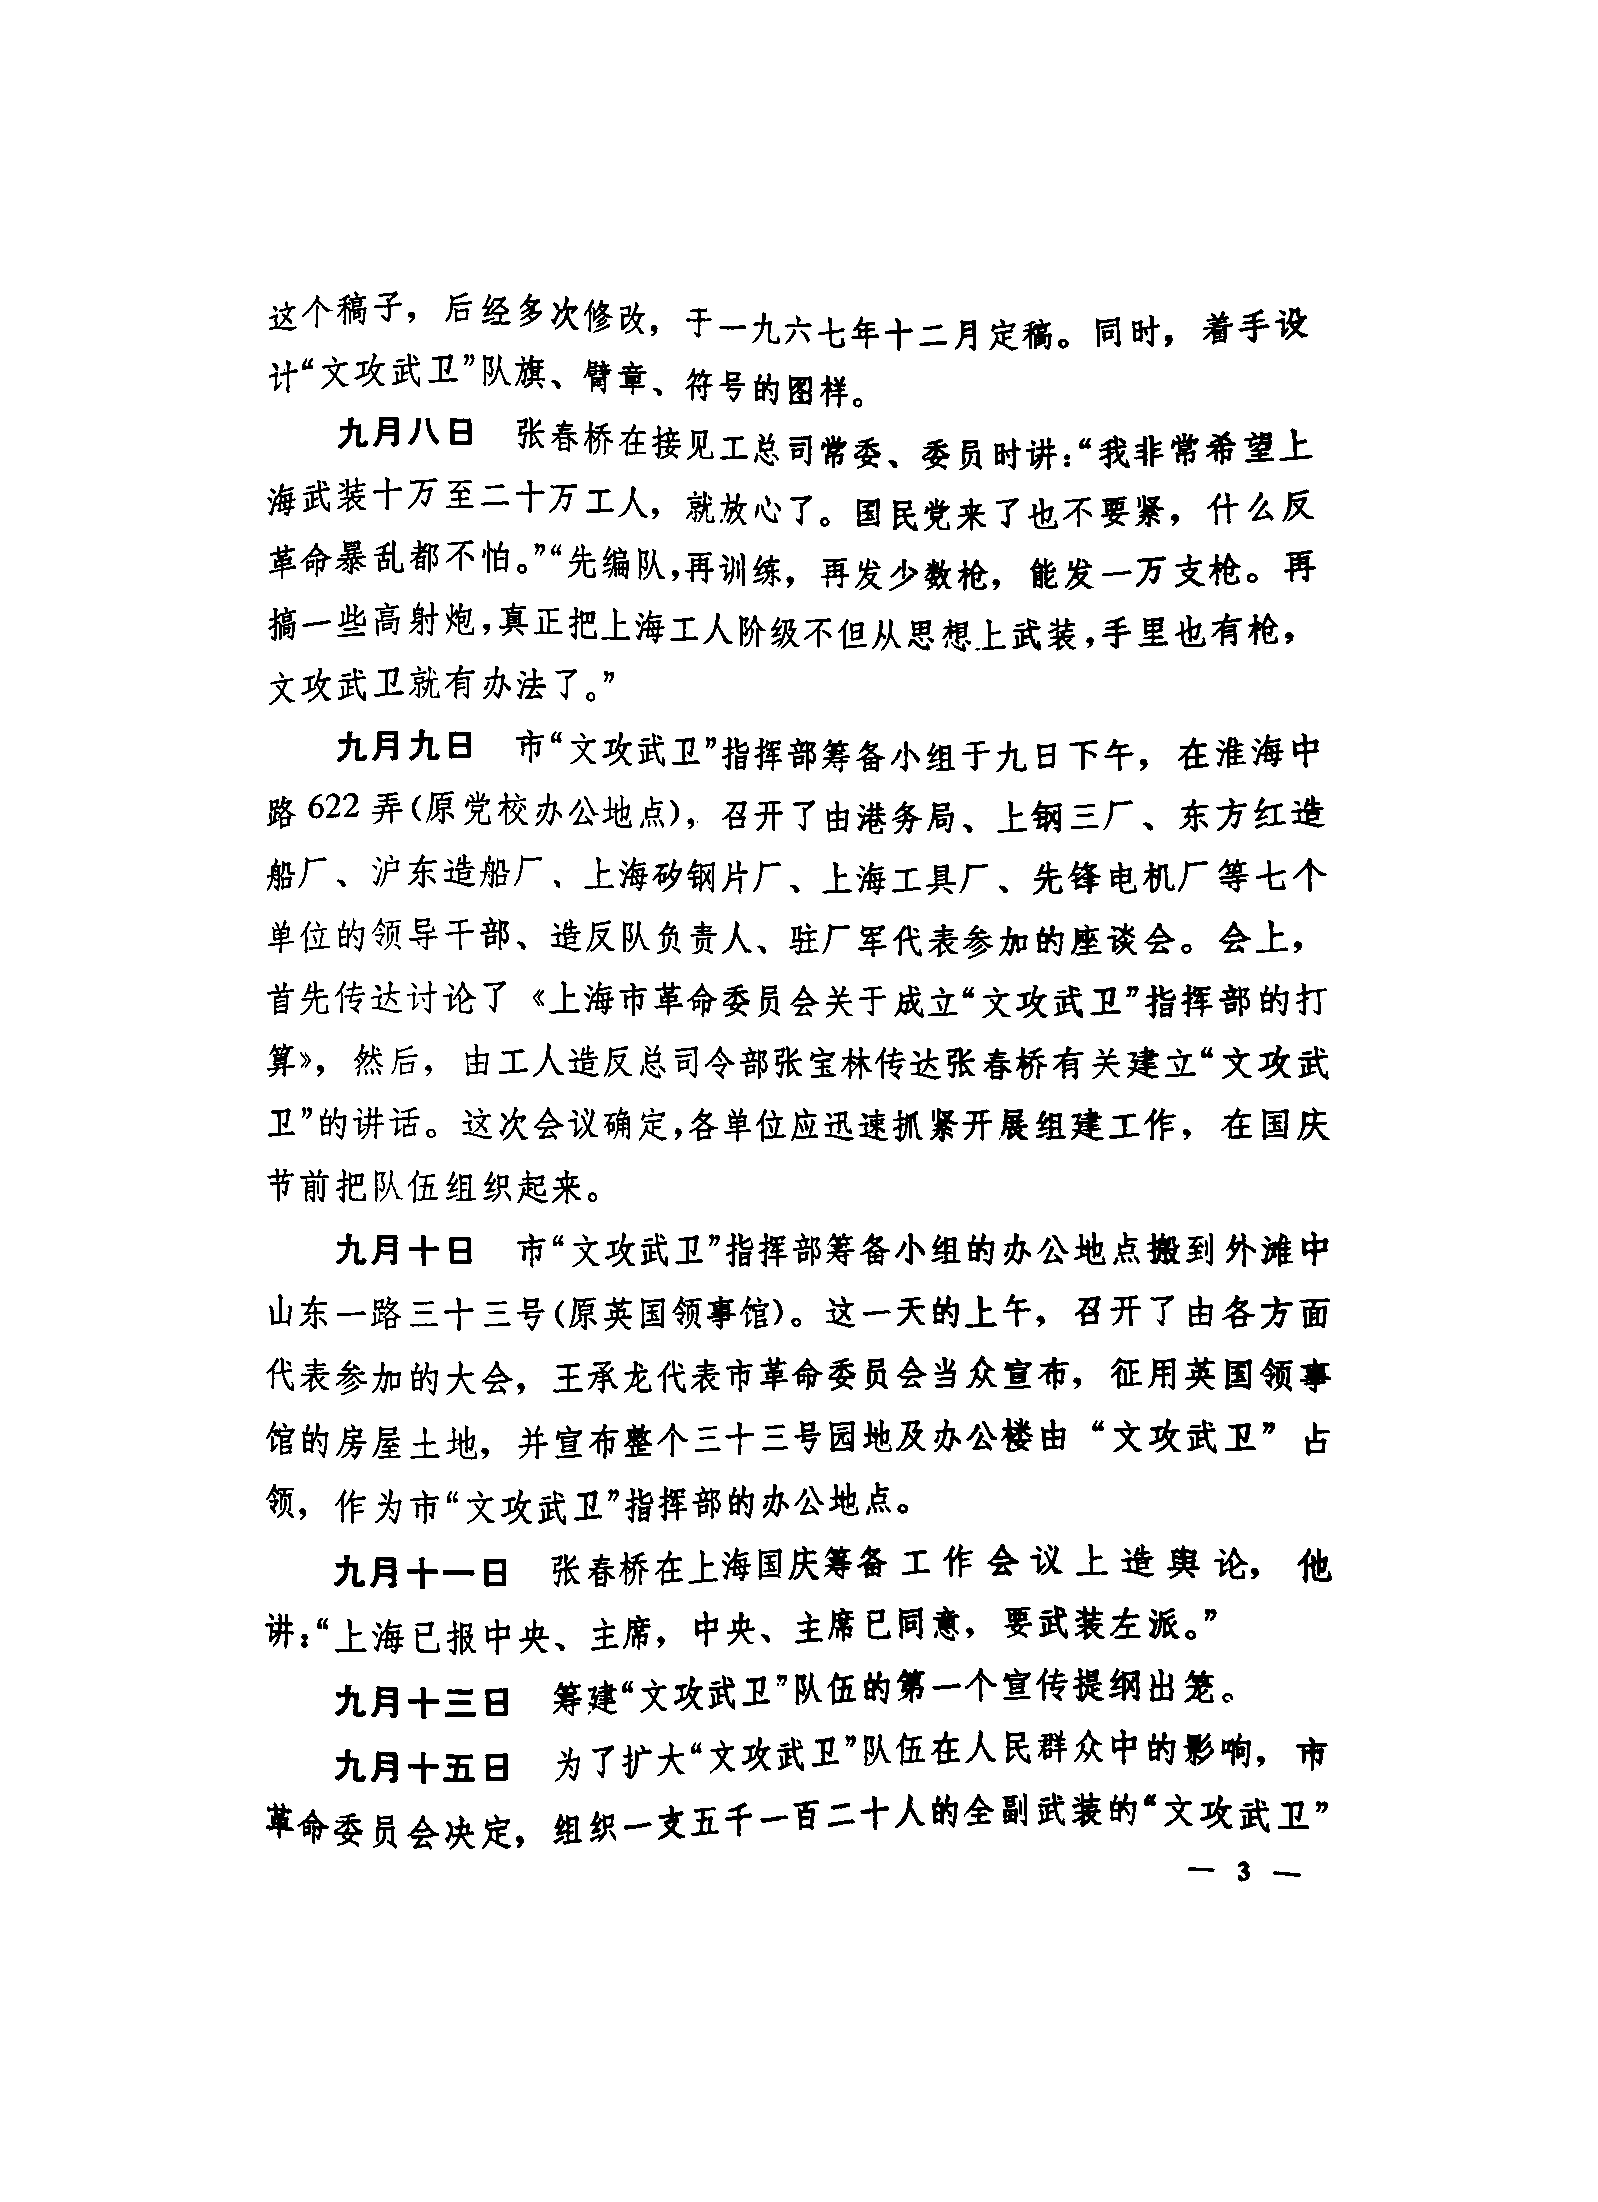 这个稿子，后经多次修改，于一九六七年十二月定稿。同时，着手设
计“文攻武卫”队旗、臂章、符号的图样。
九月八日　张春桥在接见工总司常委、委员时讲：“我非常希望上
海武装十万至二十万工人，就放心了。国民党来了也不要紧，什么反
革命暴乱都不怕。”“先编队，再训练，再发少数枪，能发一万支枪。再
搞一些高射炮，真正把上海工人阶级不但从思想上武装，手里也有枪，
文攻武卫就有办法了。”
九月九日　市“文攻武卫”指挥部筹备小组于九日下午，在淮海中
路622弄(原党校办公地点)，召开了由港务局、上钢三厂、东方红造
船厂、沪东造船厂、上海矽钢片厂、上海工具厂、先锋电机厂等七个
单位的领导干部、造反队负责人、驻厂军代表参加的座谈会。会上，
首先传达讨论了《上海市革命委员会关于成立“文攻武卫”指挥部的打
算》，然后，由工人造反总司令部张宝林传达张春桥有关建立“文攻武
卫”的讲话。这次会议确定，各单位应迅速抓紧开展组建工作，在国庆
节前把队伍组织起来。
九月十日　市“文攻武卫”指挥部筹备小组的办公地点搬到外滩中
山东一路三十三号(原英国领事馆)。这一天的上午，召开了由各方面
代表参加的大会，王承龙代表市革命委员会当众宣布，征用英国领事
馆的房屋土地，并宣布整个三十三号园地及办公楼由“文攻武卫”占
领，作为市“文攻武卫”指挥部的办公地点。
九月十一日　张春桥在上海国庆筹备工作会议上造舆论，他
讲：“上海已报中央、主席，中央、主席已同意，要武装左派。”
九月十三日　筹建“文攻武卫”队伍的第一个宣传提纲出笼。
九月十五日　为了扩大“文攻武卫”队伍在人民群众中的影响，市
革命委员会决定，组织一支五千一百二十人的全副武装的“文攻武卫”
— 3 —